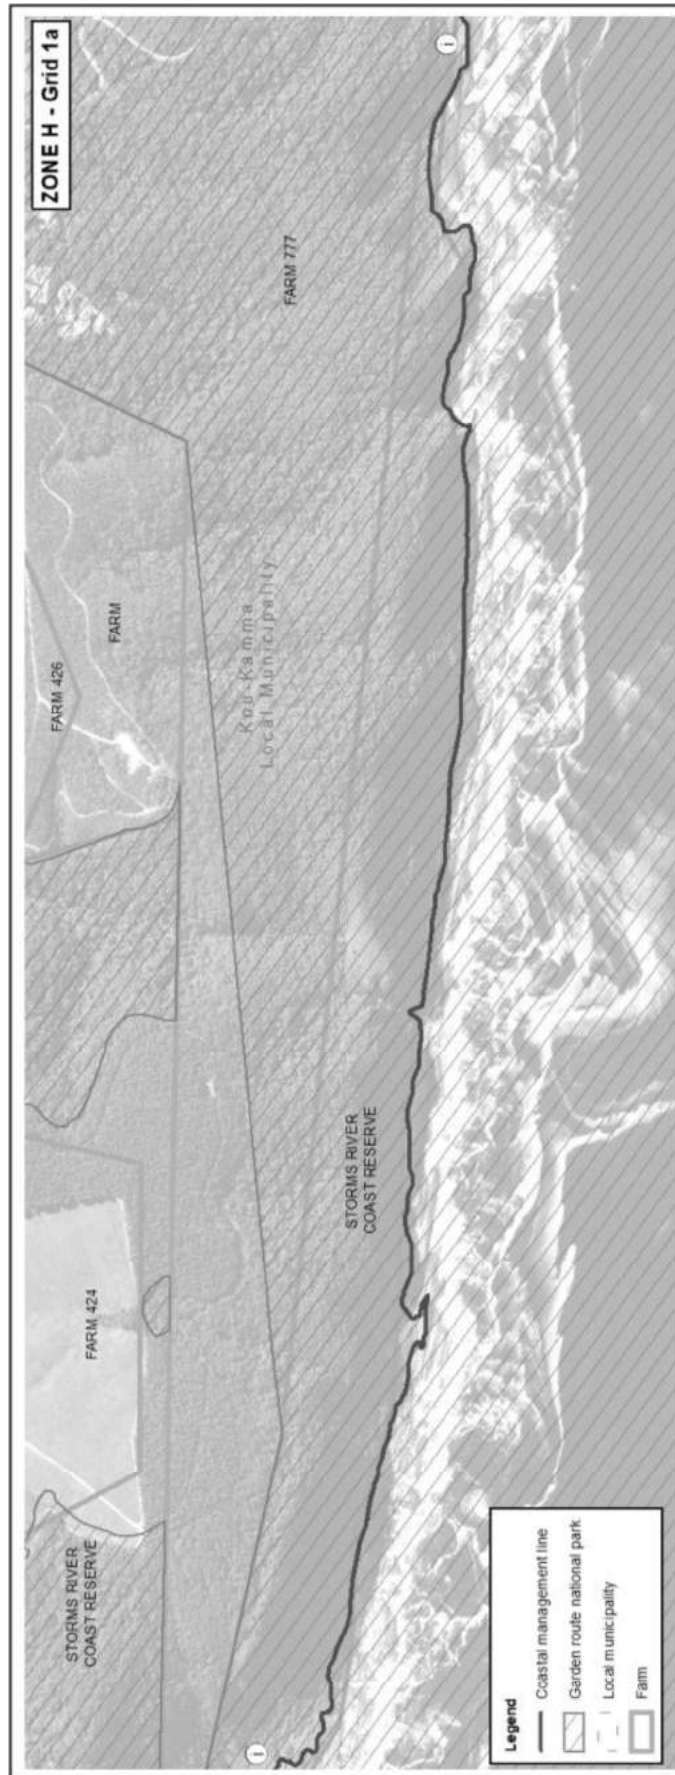 ZONE H - Grid 1a
STORMS RIVER
COAST RESERVE
FARM 424
FARM 426
FARM
FARM 777
Kou-Kamma
Local Municipality
STORMS RIVER
COAST RESERVE
i
i
Legend
Coastal management line
Garden route national park
Local municipality
Farm